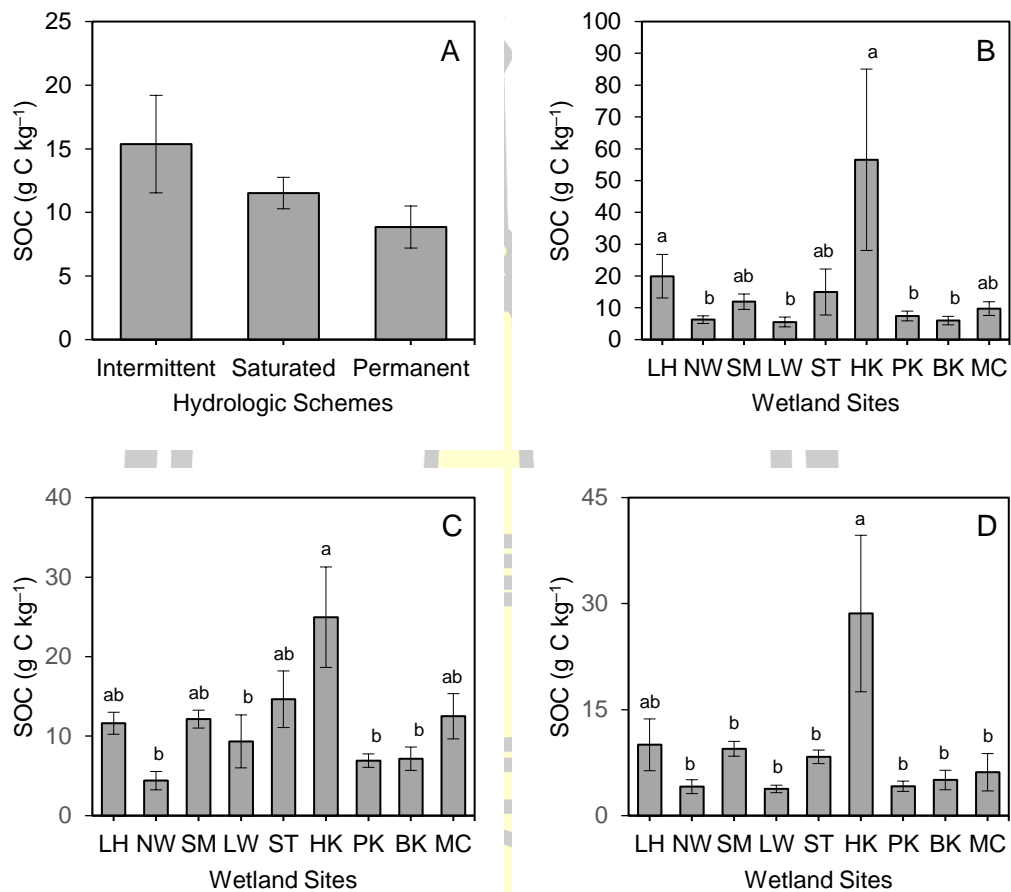 A
SOC (g C kg⁻¹)
25
20
15
10
5
0
Intermittent Saturated Permanent
Hydrologic Schemes
B
SOC (g C kg⁻¹)
100
90
80
70
60
50
40
30
20
10
0
a b ab b ab a b b ab
LH NW SM LW ST HK PK BK MC
Wetland Sites
C
SOC (g C kg⁻¹)
40
30
20
10
0
ab b ab b ab a b b ab
LH NW SM LW ST HK PK BK MC
Wetland Sites
D
SOC (g C kg⁻¹)
45
30
15
0
ab b b b b a b b b
LH NW SM LW ST HK PK BK MC
Wetland Sites